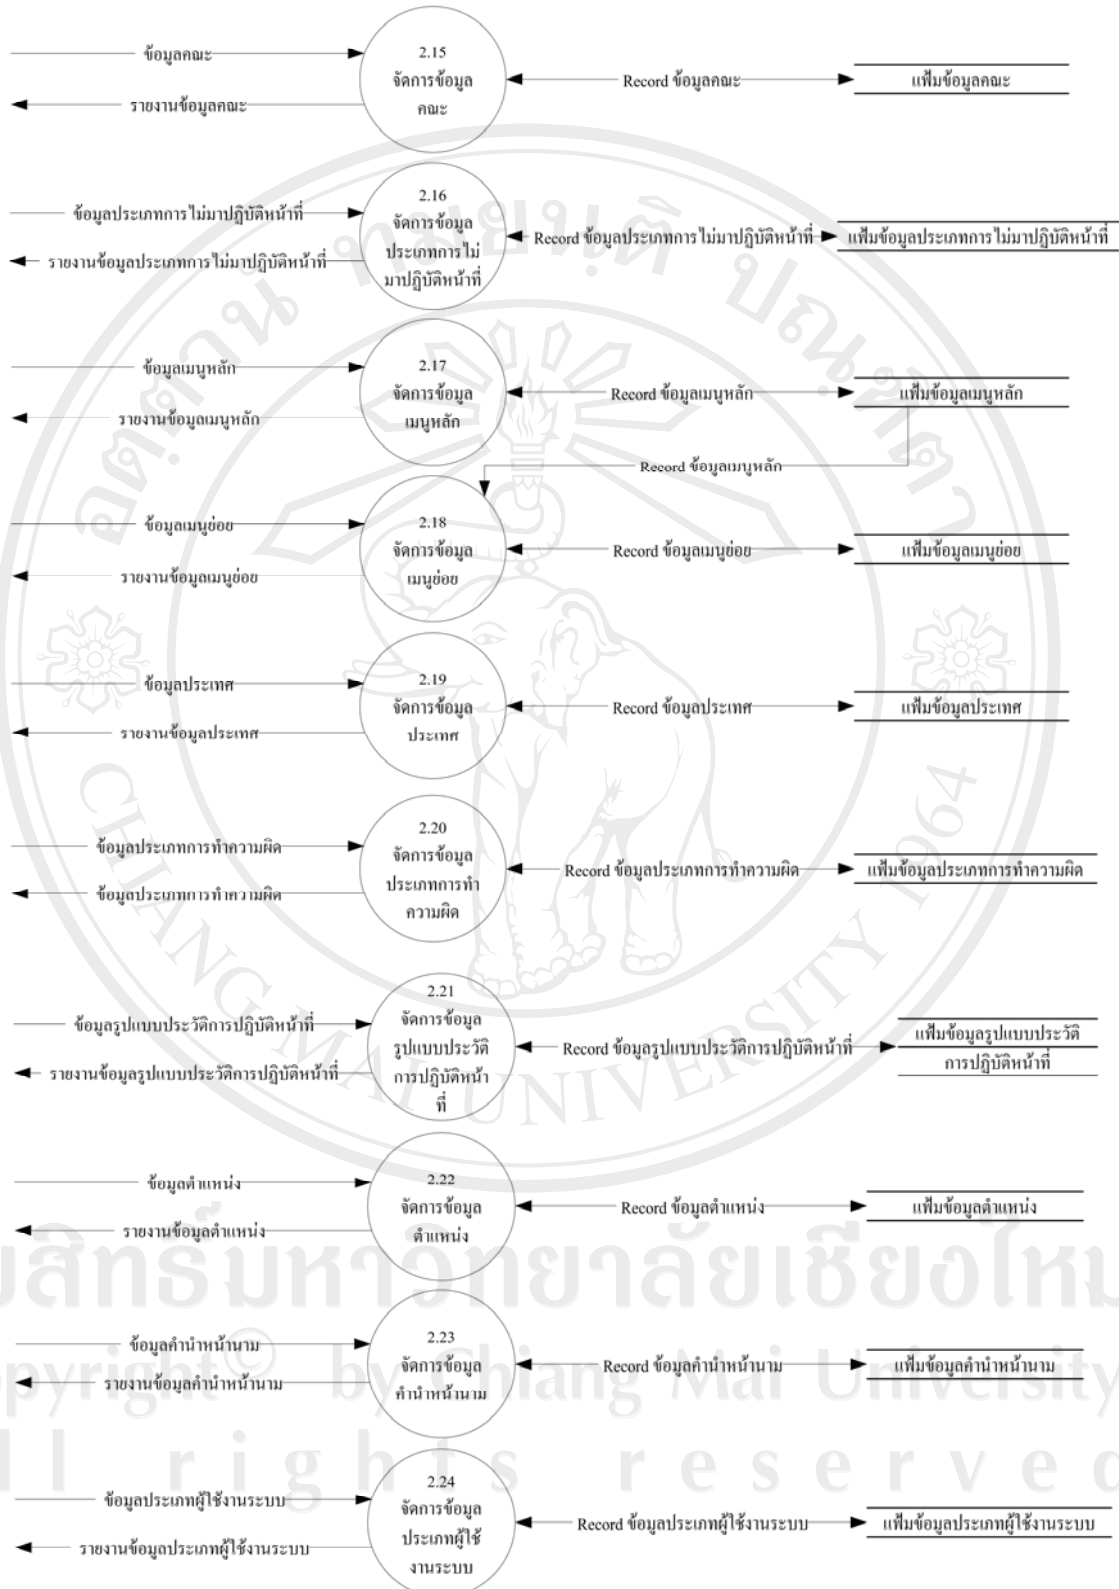 ข้อมูลคณะ
รายงานข้อมูลคณะ
2.15
จัดการข้อมูล
คณะ
Record ข้อมูลคณะ
แฟ้มข้อมูลคณะ
ข้อมูลประเภทการไม่มาปฏิบัติหน้าที่
รายงานข้อมูลประเภทการไม่มาปฏิบัติหน้าที่
2.16
จัดการข้อมูล
ประเภทการไม่
มาปฏิบัติหน้าที่
Record ข้อมูลประเภทการไม่มาปฏิบัติหน้าที่
แฟ้มข้อมูลประเภทการไม่มาปฏิบัติหน้าที่
ข้อมูลเมนูหลัก
รายงานข้อมูลเมนูหลัก
2.17
จัดการข้อมูล
เมนูหลัก
Record ข้อมูลเมนูหลัก
แฟ้มข้อมูลเมนูหลัก
Record ข้อมูลเมนูหลัก
ข้อมูลเมนูย่อย
รายงานข้อมูลเมนูย่อย
2.18
จัดการข้อมูล
เมนูย่อย
Record ข้อมูลเมนูย่อย
แฟ้มข้อมูลเมนูย่อย
ข้อมูลประเทศ
รายงานข้อมูลประเทศ
2.19
จัดการข้อมูล
ประเทศ
Record ข้อมูลประเทศ
แฟ้มข้อมูลประเทศ
ข้อมูลประเภทการทำความผิด
ข้อมูลประเภทการทำความผิด
2.20
จัดการข้อมูล
ประเภทการทำ
ความผิด
Record ข้อมูลประเภทการทำความผิด
แฟ้มข้อมูลประเภทการทำความผิด
ข้อมูลรูปแบบประวัติการปฏิบัติหน้าที่
รายงานข้อมูลรูปแบบประวัติการปฏิบัติหน้าที่
2.21
จัดการข้อมูล
รูปแบบประวัติ
การปฏิบัติหน้า
ที่
Record ข้อมูลรูปแบบประวัติการปฏิบัติหน้าที่
แฟ้มข้อมูลรูปแบบประวัติ
การปฏิบัติหน้าที่
ข้อมูลตำแหน่ง
รายงานข้อมูลตำแหน่ง
2.22
จัดการข้อมูล
ตำแหน่ง
Record ข้อมูลตำแหน่ง
แฟ้มข้อมูลตำแหน่ง
ข้อมูลคำนำหน้านาม
รายงานข้อมูลคำนำหน้านาม
2.23
จัดการข้อมูล
คำนำหน้านาม
Record ข้อมูลคำนำหน้านาม
แฟ้มข้อมูลคำนำหน้านาม
ข้อมูลประเภทผู้ใช้งานระบบ
รายงานข้อมูลประเภทผู้ใช้งานระบบ
2.24
จัดการข้อมูล
ประเภทผู้ใช้
งานระบบ
Record ข้อมูลประเภทผู้ใช้งานระบบ
แฟ้มข้อมูลประเภทผู้ใช้งานระบบ
อตฺตานํ ทมยนฺติ ปณฺฑิตา
CHIANG MAI UNIVERSITY 1964
มสิทธิ์มหาวิทยาลัยเชียงใหม
pyright© by Chiang Mai University
ll rights reserved